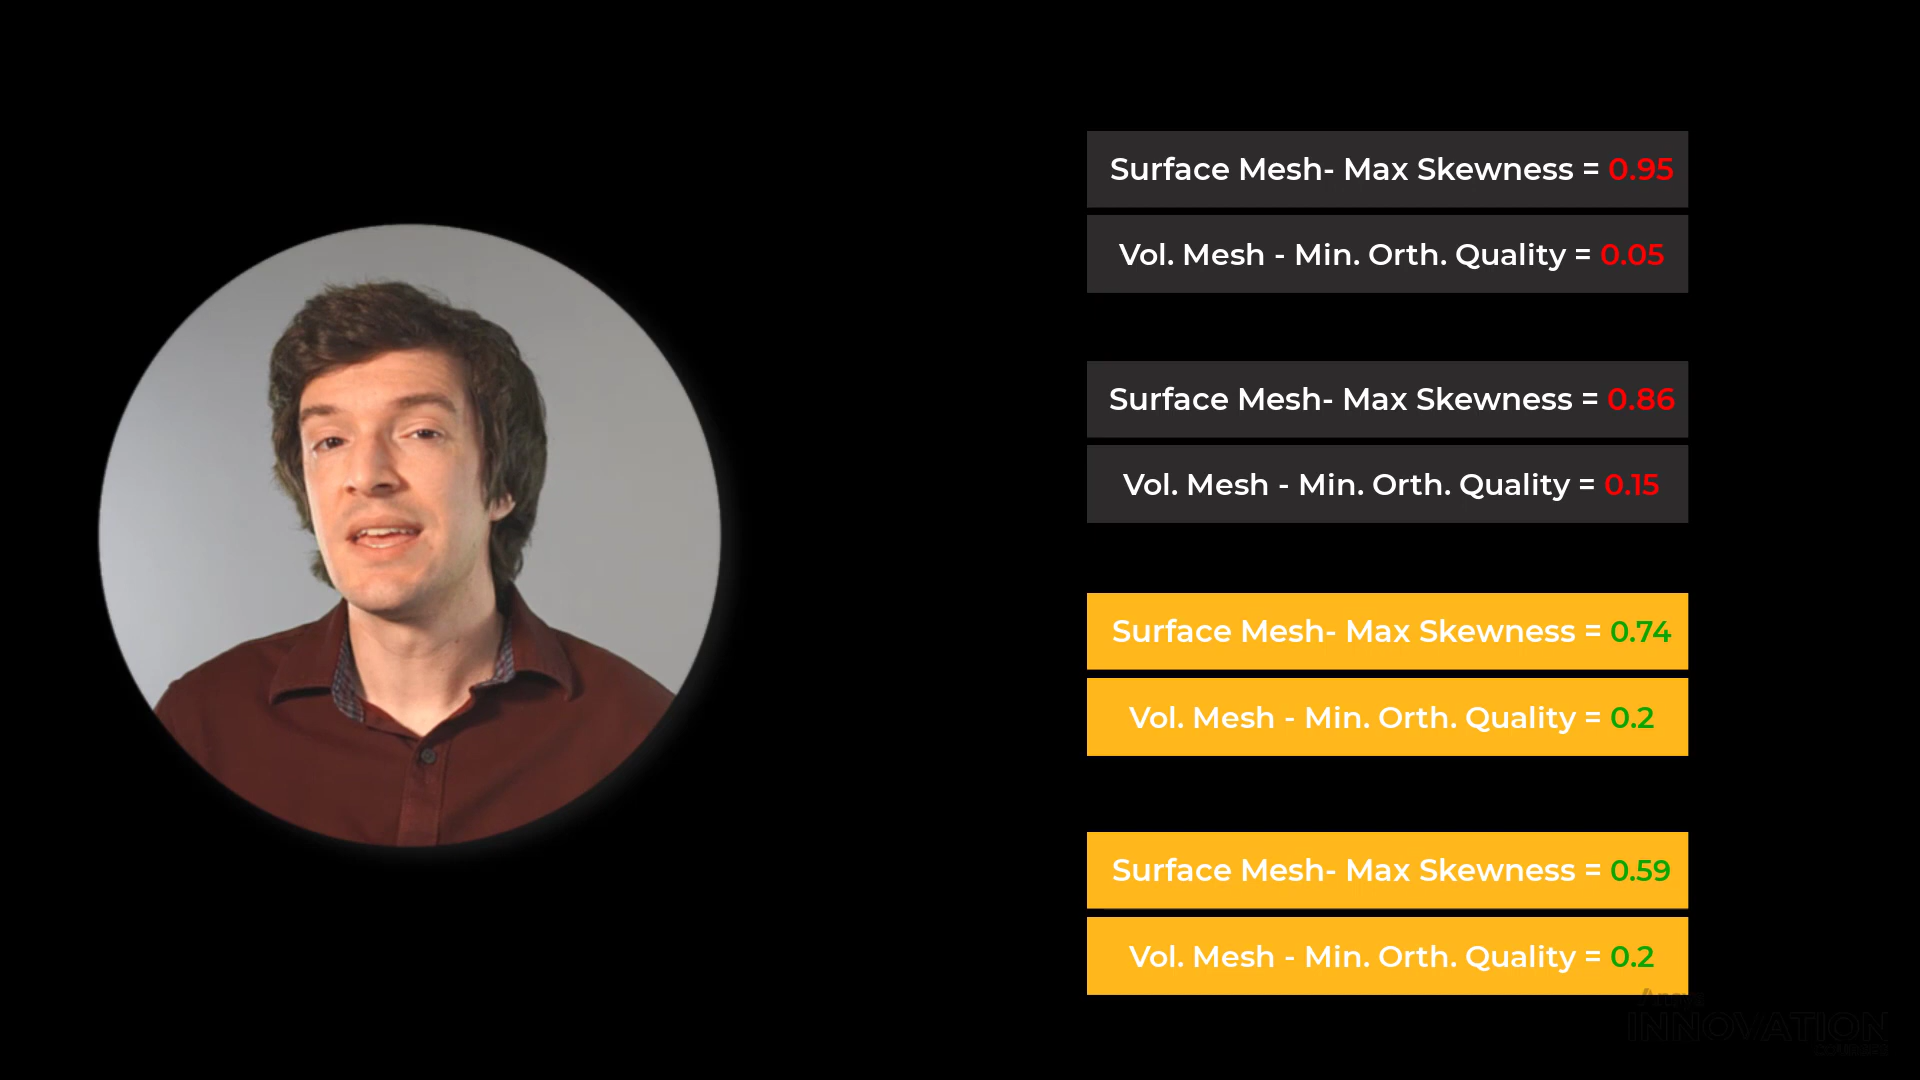 Surface Mesh- Max Skewness = 0.95
Vol. Mesh - Min. Orth. Quality = 0.05
Surface Mesh- Max Skewness = 0.86
Vol. Mesh - Min. Orth. Quality = 0.15
Surface Mesh- Max Skewness = 0.74
Vol. Mesh - Min. Orth. Quality = 0.2
Surface Mesh- Max Skewness = 0.59
Vol. Mesh - Min. Orth. Quality = 0.2
INNOVATION